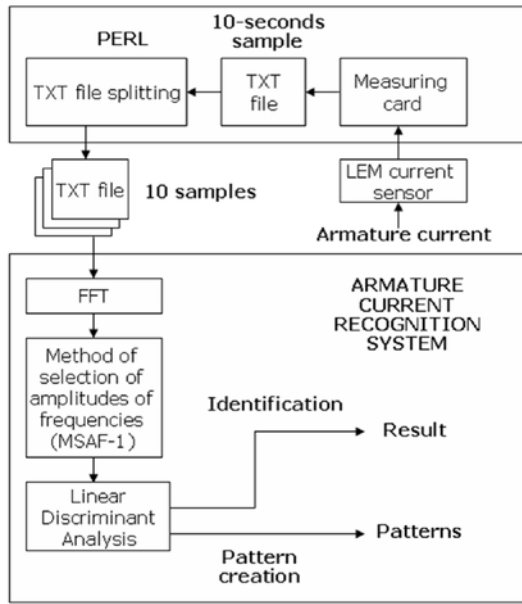 PERL
10-seconds
sample
TXT file splitting
TXT
file
Measuring
card
TXT file
10 samples
LEM current
sensor
Armature current
FFT
ARMATURE
CURRENT
RECOGNITION
SYSTEM
Method of
selection of
amplitudes of
frequencies
(MSAF-1)
Identification
Result
Linear
Discriminant
Analysis
Patterns
Pattern
creation